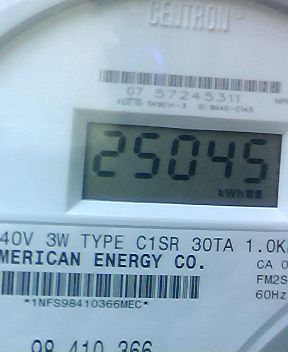 CENTRON
07 57245311
25045
kWh
40V 3W TYPE C1SR 30TA 1.0K
MERICAN ENERGY CO.
CA 0
FM2S
60Hz
*1NFS98410366MEC*
98 410 366